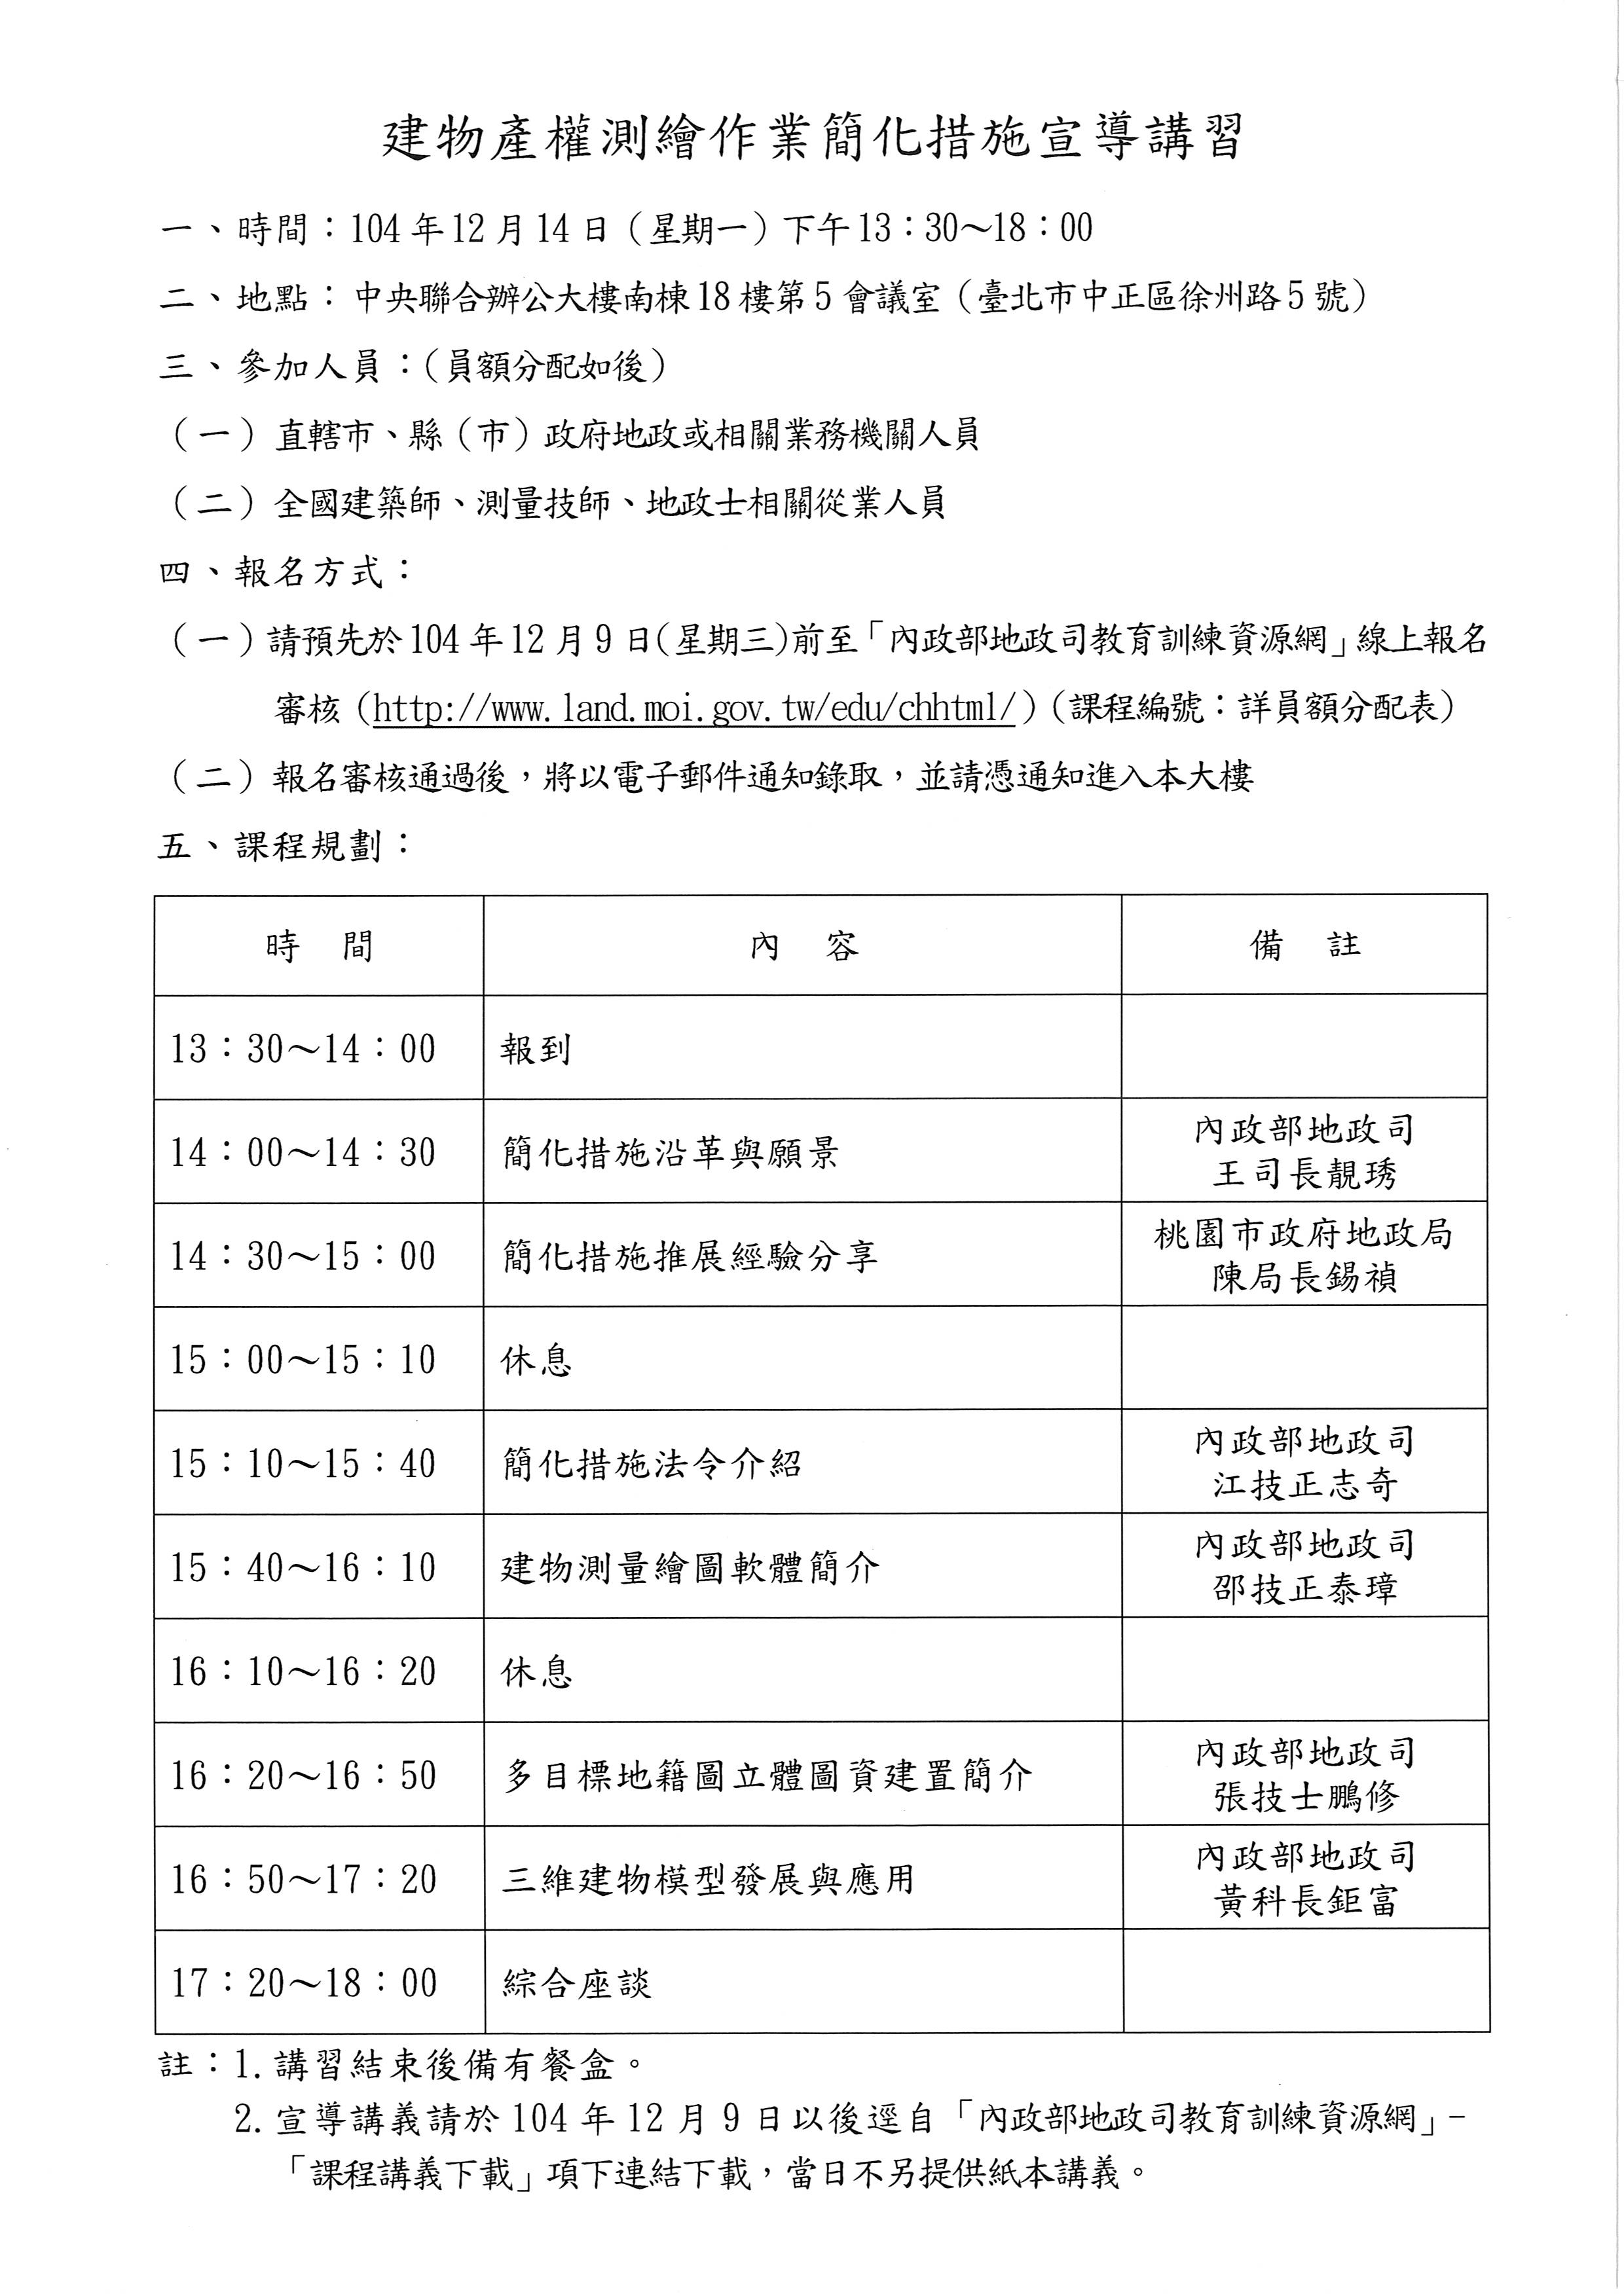 建物產權測繪作業簡化措施宣導講習
一、時間：104年12月14日（星期一）下午13：30～18：00
二、地點：中央聯合辦公大樓南棟18樓第5會議室（臺北市中正區徐州路5號）
三、參加人員：（員額分配如後）
（一）直轄市、縣（市）政府地政或相關業務機關人員
（二）全國建築師、測量技師、地政士相關從業人員
四、報名方式：
（一）請預先於104年12月9日(星期三)前至「內政部地政司教育訓練資源網」線上報名
審核（http://www.land.moi.gov.tw/edu/chhtml/）（課程編號：詳員額分配表）
（二）報名審核通過後，將以電子郵件通知錄取，並請憑通知進入本大樓
五、課程規劃：
時 間 內 容 備 註
13：30～14：00 報到
14：00～14：30 簡化措施沿革與願景 內政部地政司
王司長靚琇
14：30～15：00 簡化措施推展經驗分享 桃園市政府地政局
陳局長錫禎
15：00～15：10 休息
15：10～15：40 簡化措施法令介紹 內政部地政司
江技正志奇
15：40～16：10 建物測量繪圖軟體簡介 內政部地政司
邵技正泰璋
16：10～16：20 休息
16：20～16：50 多目標地籍圖立體圖資建置簡介 內政部地政司
張技士鵬修
16：50～17：20 三維建物模型發展與應用 內政部地政司
黃科長鉅富
17：20～18：00 綜合座談
註：1.講習結束後備有餐盒。
2.宣導講義請於104年12月9日以後逕自「內政部地政司教育訓練資源網」-
「課程講義下載」項下連結下載，當日不另提供紙本講義。